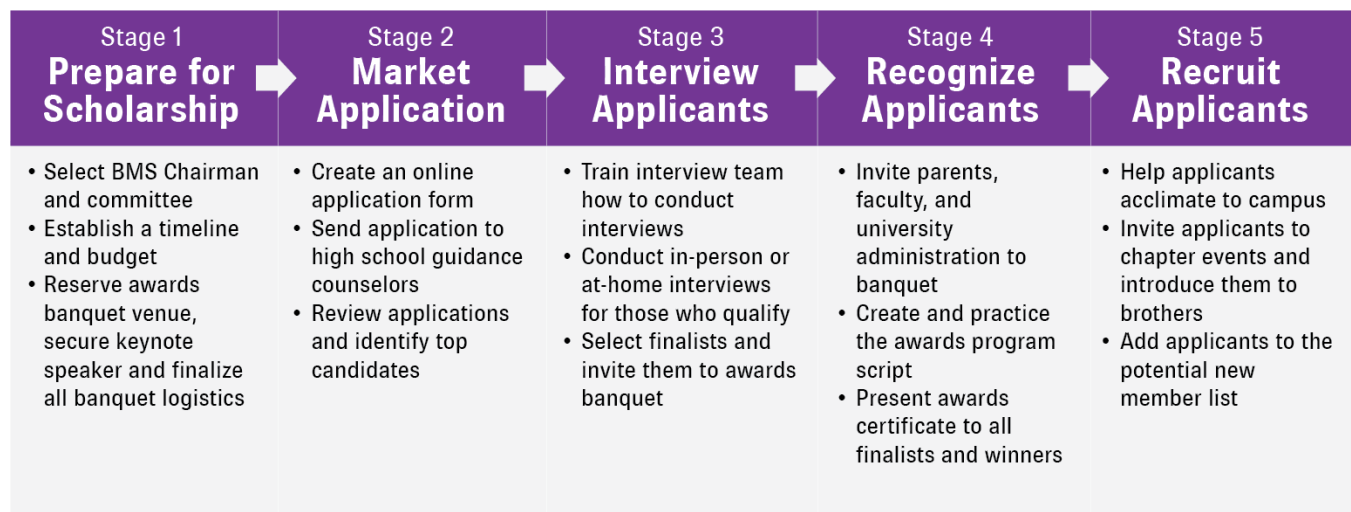 Stage 1
Prepare for
Scholarship
• Select BMS Chairman
and committee
• Establish a timeline
and budget
• Reserve awards
banquet venue,
secure keynote
speaker and finalize
all banquet logistics
Stage 2
Market
Application
• Create an online
application form
• Send application to
high school guidance
counselors
• Review applications
and identify top
candidates
Stage 3
Interview
Applicants
• Train interview team
how to conduct
interviews
• Conduct in-person or
at-home interviews
for those who qualify
• Select finalists and
invite them to awards
banquet
Stage 4
Recognize
Applicants
• Invite parents,
faculty, and
university
administration to
banquet
• Create and practice
the awards program
script
• Present awards
certificate to all
finalists and winners
Stage 5
Recruit
Applicants
• Help applicants
acclimate to campus
• Invite applicants to
chapter events and
introduce them to
brothers
• Add applicants to the
potential new
member list